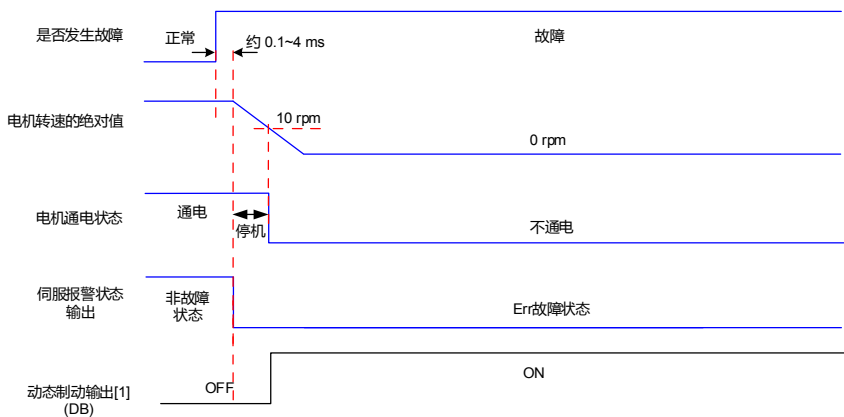 是否发生故障
正常
约 0.1~4 ms
故障
电机转速的绝对值
10 rpm
0 rpm
电机通电状态
通电
停机
不通电
伺服报警状态
输出
非故障
状态
Err故障状态
动态制动输出[1]
(DB)
OFF
ON